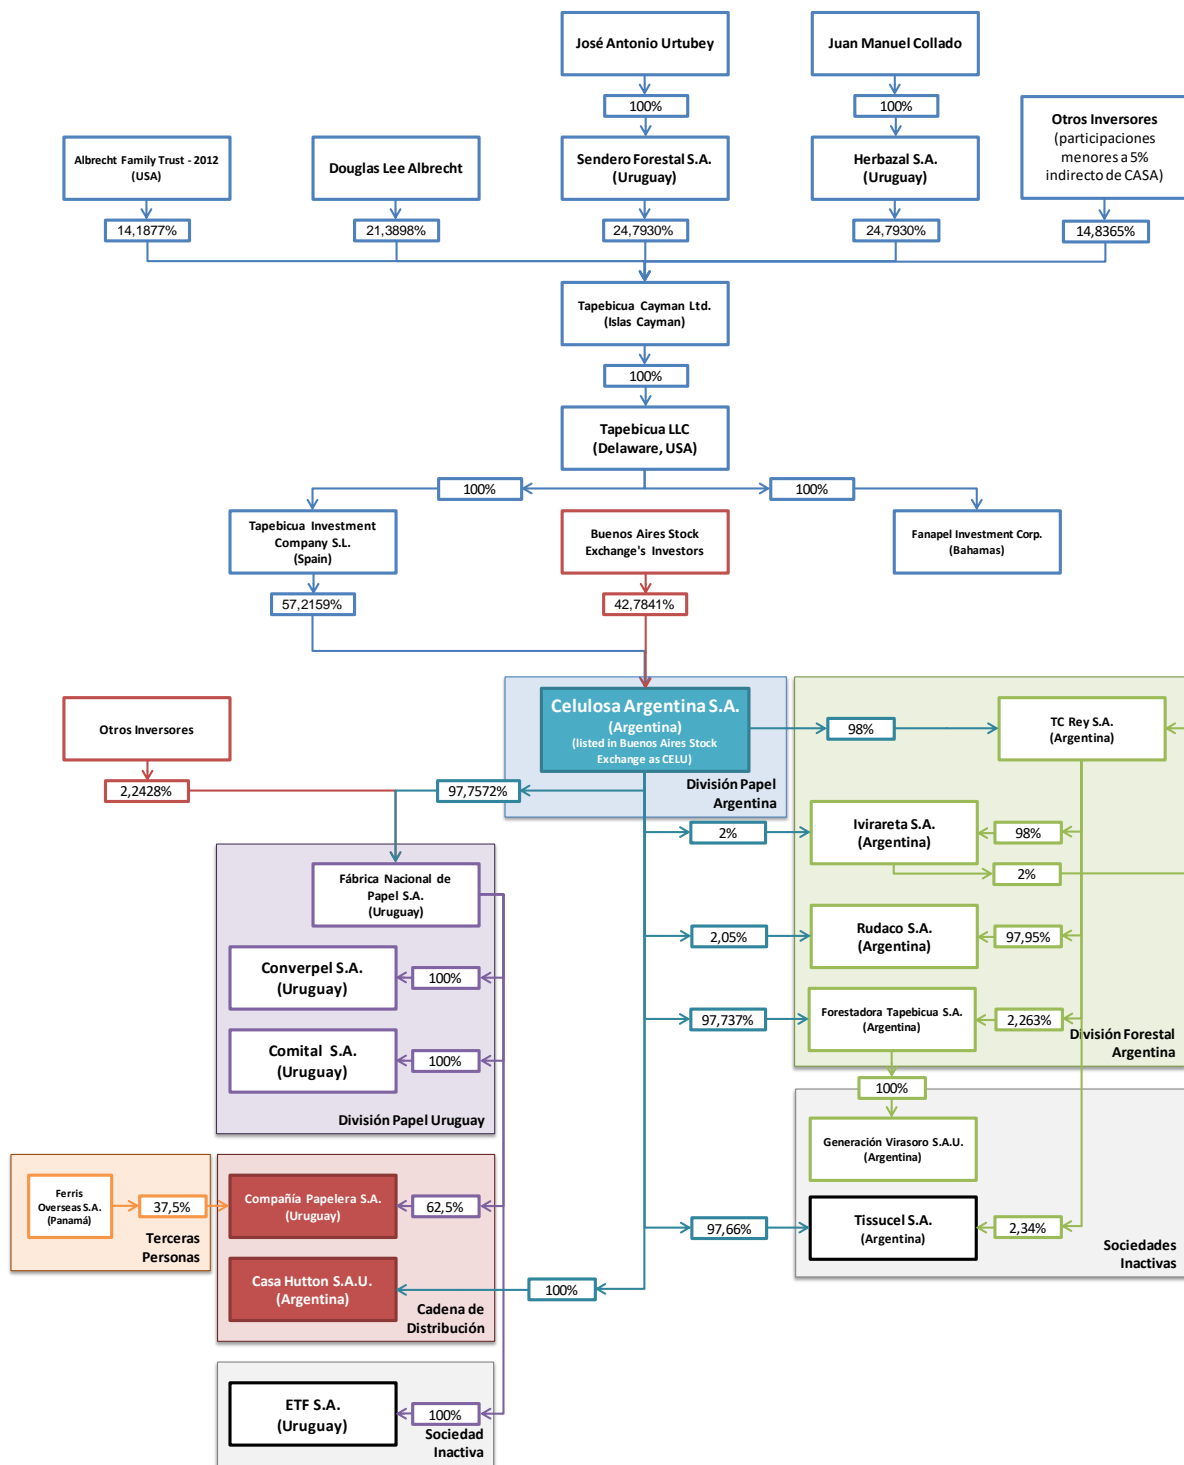 José Antonio Urtubey
Juan Manuel Collado
100%
100%
Otros Inversores
(participaciones
menores a 5%
indirecto de CASA)
Albrecht Family Trust - 2012
(USA)
Douglas Lee Albrecht
Sendero Forestal S.A.
(Uruguay)
Herbazal S.A.
(Uruguay)
14,1877%
21,3898%
24,7930%
24,7930%
14,8365%
Tapebicua Cayman Ltd.
(Islas Cayman)
100%
Tapebicua LLC
(Delaware, USA)
100%
100%
Tapebicua Investment
Company S.L.
(Spain)
Buenos Aires Stock
Exchange's Investors
Fanapel Investment Corp.
(Bahamas)
57,2159%
42,7841%
Otros Inversores
Celulosa Argentina S.A.
(Argentina)
(listed in Buenos Aires Stock
Exchange as CELU)
98%
TC Rey S.A.
(Argentina)
2,2428%
97,7572%
División Papel
Argentina
2%
Ivirareta S.A.
(Argentina)
98%
2%
Fábrica Nacional de
Papel S.A.
(Uruguay)
2,05%
Rudaco S.A.
(Argentina)
97,95%
Converpel S.A.
(Uruguay)
100%
97,737%
Forestadora Tapebicua S.A.
(Argentina)
2,263%
División Forestal
Argentina
Comital S.A.
(Uruguay)
100%
100%
División Papel Uruguay
Generación Virasoro S.A.U.
(Argentina)
Ferris
Overseas S.A.
(Panamá)
37,5%
Compañía Papelera S.A.
(Uruguay)
62,5%
97,66%
Tissucel S.A.
(Argentina)
2,34%
Terceras
Personas
Sociedades
Inactivas
Casa Hutton S.A.U.
(Argentina)
100%
Cadena de
Distribución
ETF S.A.
(Uruguay)
100%
Sociedad
Inactiva